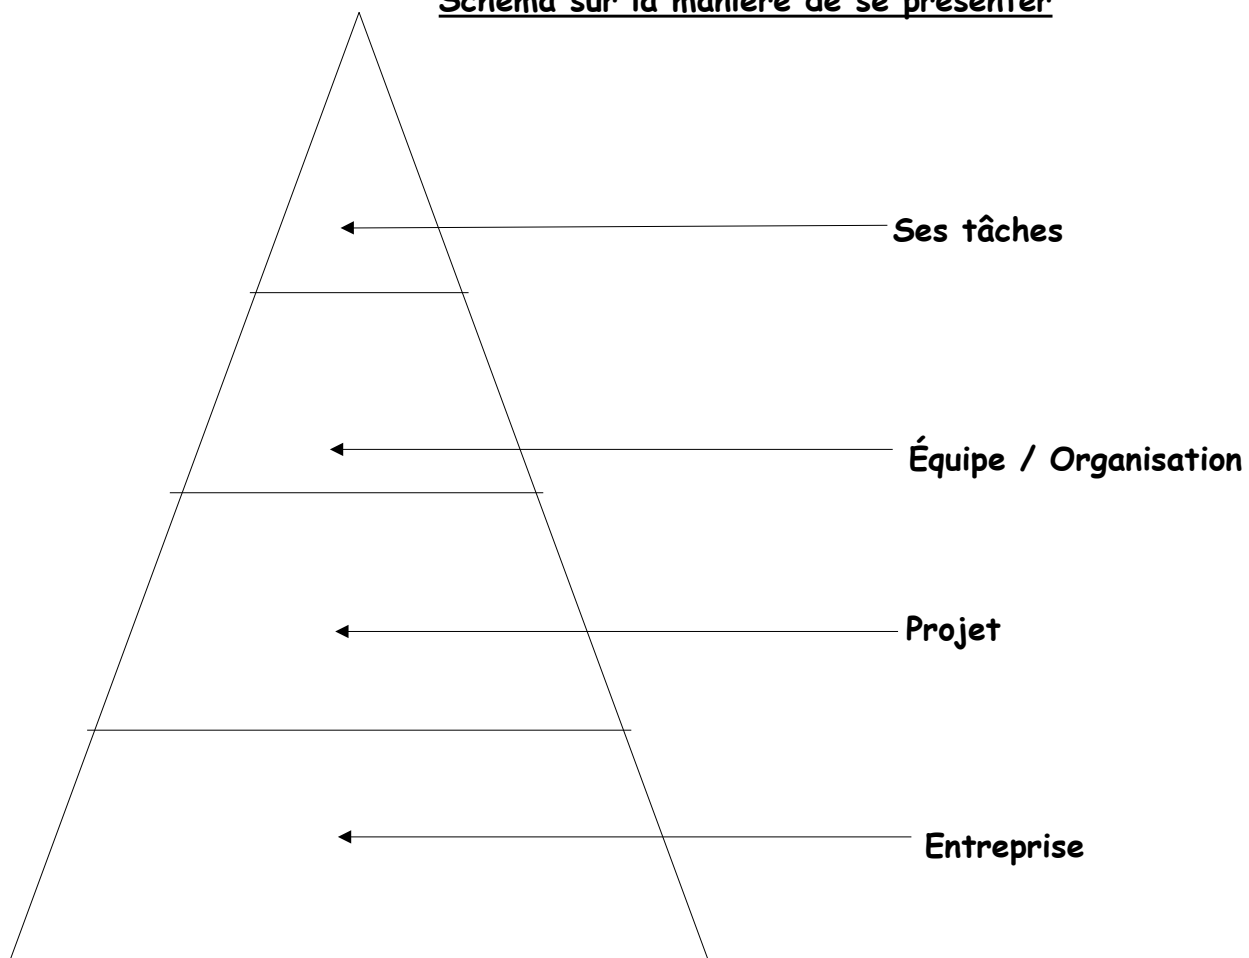 Schéma sur la manière de se présenter
Ses tâches
Équipe / Organisation
Projet
Entreprise